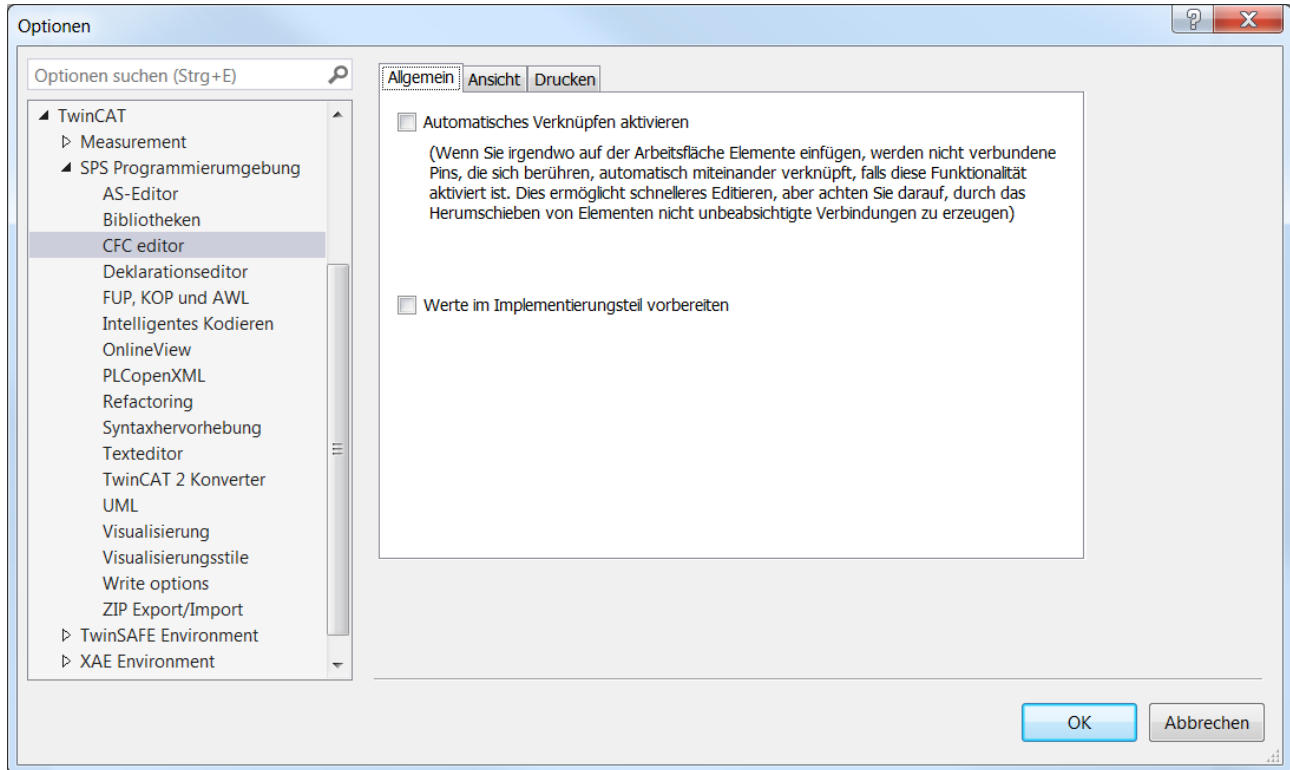 Optionen
Optionen suchen (Strg+E)
TwinCAT
Measurement
SPS Programmierumgebung
AS-Editor
Bibliotheken
CFC editor
Deklarationseditor
FUP, KOP und AWL
Intelligentes Kodieren
OnlineView
PLCopenXML
Refactoring
Syntaxhervorhebung
Texteditor
TwinCAT 2 Konverter
UML
Visualisierung
Visualisierungsstile
Write options
ZIP Export/Import
TwinSAFE Environment
XAE Environment
Allgemein Ansicht Drucken
Automatisches Verknüpfen aktivieren
(Wenn Sie irgendwo auf der Arbeitsfläche Elemente einfügen, werden nicht verbundene
Pins, die sich berühren, automatisch miteinander verknüpft, falls diese Funktionalität
aktiviert ist. Dies ermöglicht schnelleres Editieren, aber achten Sie darauf, durch das
Herumschieben von Elementen nicht unbeabsichtigte Verbindungen zu erzeugen)
Werte im Implementierungsteil vorbereiten
OK Abbrechen